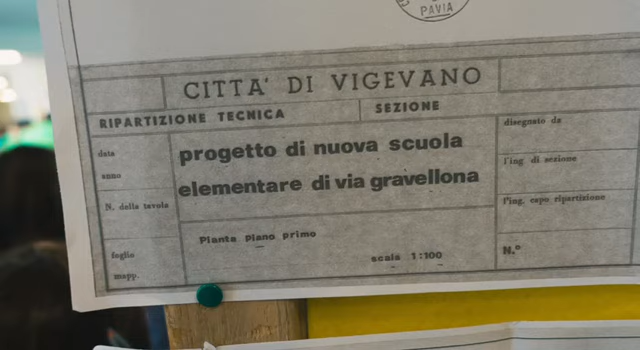 PAVIA
CITTA' DI VIGEVANO
RIPARTIZIONE TECNICA
SEZIONE
data
anno
N. della tavola
foglio
mapp.
progetto di nuova scuola
elementare di via gravellona
Pianta piano primo
scala 1:100
disegnato da
l'ing di sezione
l'ing. capo ripartizione
N.º